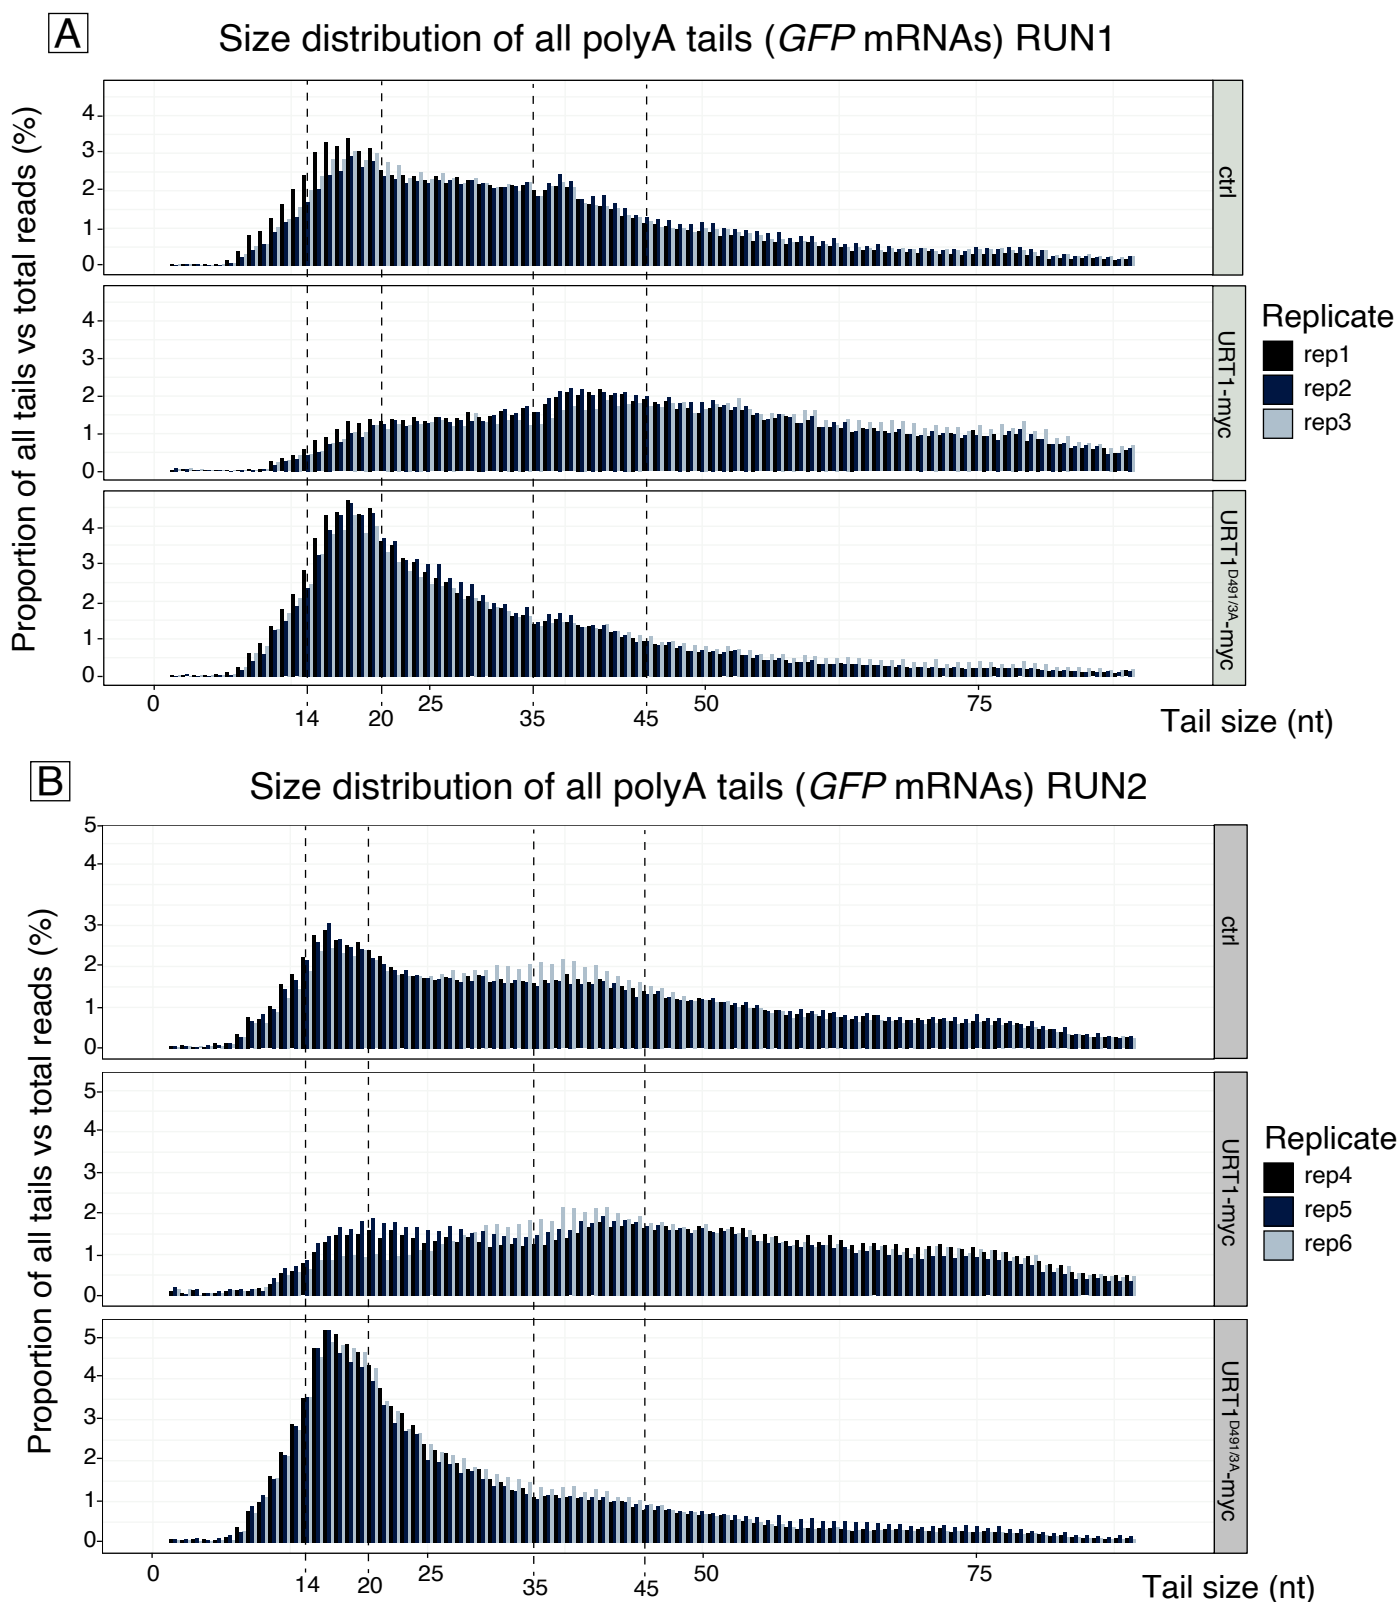 A
Size distribution of all polyA tails (GFP mRNAs) RUN1
Proportion of all tails vs total reads (%)
4
3
2
1
0
ctrl
4
3
2
1
0
URT1-myc
4
3
2
1
0
URT1D491/3A-myc
Replicate
rep1
rep2
rep3
0
14
20
25
35
45
50
75
Tail size (nt)
B
Size distribution of all polyA tails (GFP mRNAs) RUN2
Proportion of all tails vs total reads (%)
5
4
3
2
1
0
ctrl
5
4
3
2
1
0
URT1-myc
5
4
3
2
1
0
URT1D491/3A-myc
Replicate
rep4
rep5
rep6
0
14
20
25
35
45
50
75
Tail size (nt)